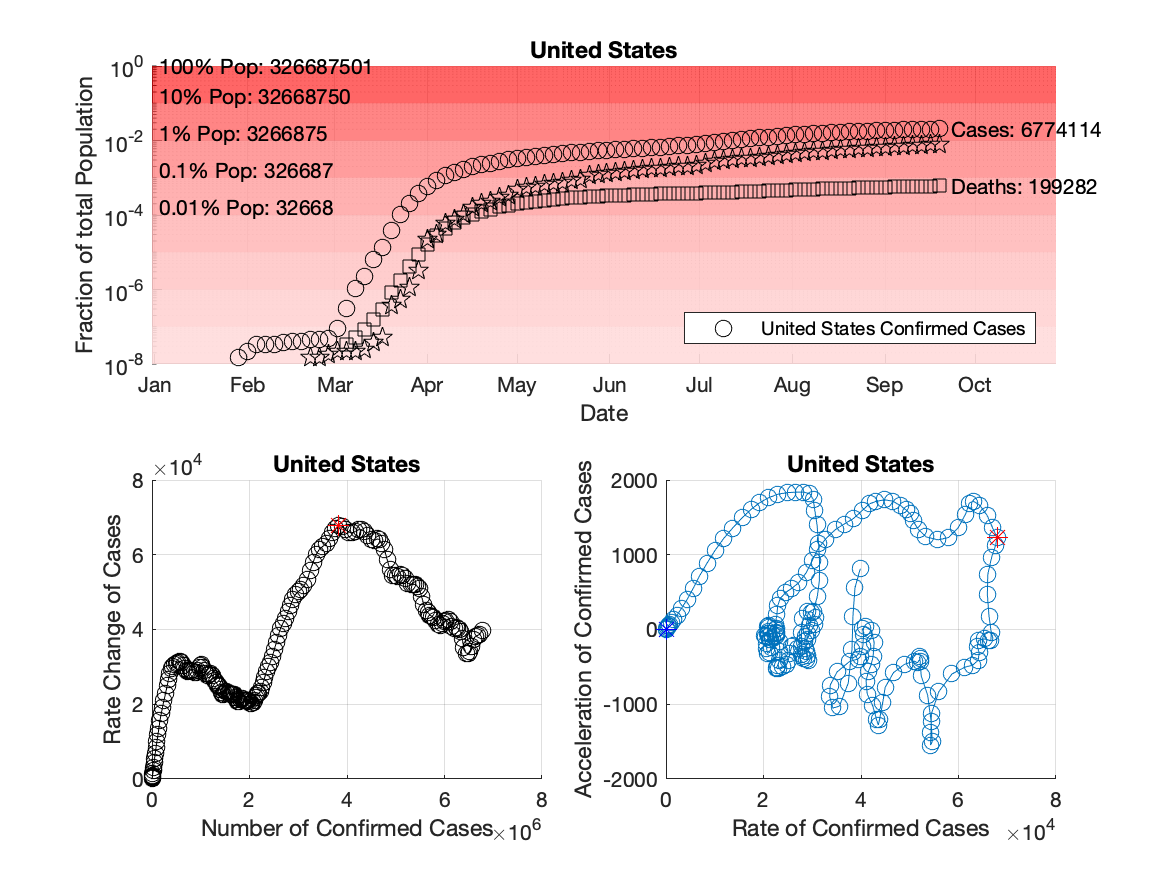 United States
10^0
10^-2
10^-4
10^-6
10^-8
Fraction of total Population
100% Pop: 326687501
10% Pop: 32668750
1% Pop: 3266875
0.1% Pop: 326687
0.01% Pop: 32668
Cases: 6774114
Deaths: 199282
United States Confirmed Cases
Jan Feb Mar Apr May Jun Jul Aug Sep Oct
Date
United States
×10^4
8
6
4
2
0
Rate Change of Cases
0 2 4 6 8
Number of Confirmed Cases ×10^6
United States
2000
1000
0
-1000
-2000
Acceleration of Confirmed Cases
0 2 4 6 8
Rate of Confirmed Cases ×10^4